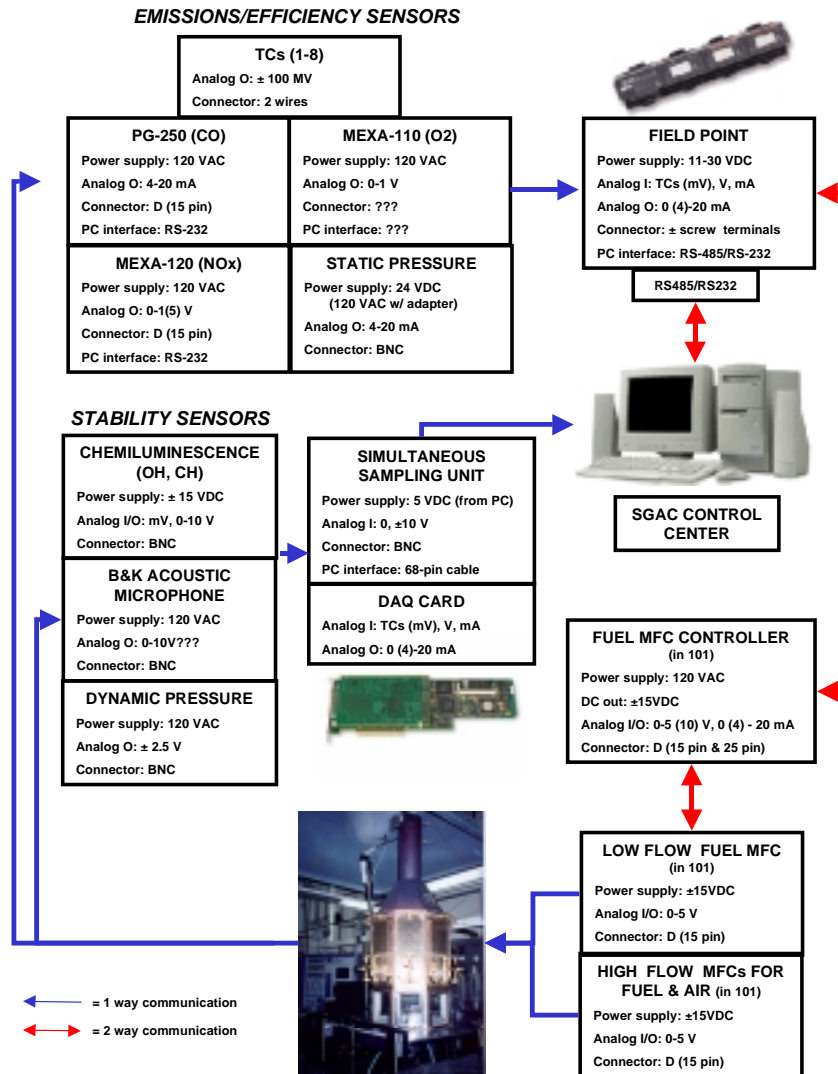 EMISSIONS/EFFICIENCY SENSORS
TCs (1-8)
Analog O: ± 100 MV
Connector: 2 wires
PG-250 (CO)
Power supply: 120 VAC
Analog O: 4-20 mA
Connector: D (15 pin)
PC interface: RS-232
MEXA-110 (O2)
Power supply: 120 VAC
Analog O: 0-1 V
Connector: ???
PC interface: ???
MEXA-120 (NOx)
Power supply: 120 VAC
Analog O: 0-1(5) V
Connector: D (15 pin)
PC interface: RS-232
STATIC PRESSURE
Power supply: 24 VDC
(120 VAC w/ adapter)
Analog O: 4-20 mA
Connector: BNC
FIELD POINT
Power supply: 11-30 VDC
Analog I: TCs (mV), V, mA
Analog O: 0 (4)-20 mA
Connector: ± screw terminals
PC interface: RS-485/RS-232
RS485/RS232
SGAC CONTROL
CENTER
STABILITY SENSORS
CHEMILUMINESCENCE
(OH, CH)
Power supply: ± 15 VDC
Analog I/O: mV, 0-10 V
Connector: BNC
B&K ACOUSTIC
MICROPHONE
Power supply: 120 VAC
Analog O: 0-10V???
Connector: BNC
DYNAMIC PRESSURE
Power supply: 120 VAC
Analog O: ± 2.5 V
Connector: BNC
SIMULTANEOUS
SAMPLING UNIT
Power supply: 5 VDC (from PC)
Analog I: 0, ±10 V
Connector: BNC
PC interface: 68-pin cable
DAQ CARD
Analog I: TCs (mV), V, mA
Analog O: 0 (4)-20 mA
FUEL MFC CONTROLLER
(in 101)
Power supply: 120 VAC
DC out: ±15VDC
Analog I/O: 0-5 (10) V, 0 (4) - 20 mA
Connector: D (15 pin & 25 pin)
LOW FLOW FUEL MFC
(in 101)
Power supply: ±15VDC
Analog I/O: 0-5 V
Connector: D (15 pin)
HIGH FLOW MFCs FOR
FUEL & AIR (in 101)
Power supply: ±15VDC
Analog I/O: 0-5 V
Connector: D (15 pin)
= 1 way communication
= 2 way communication